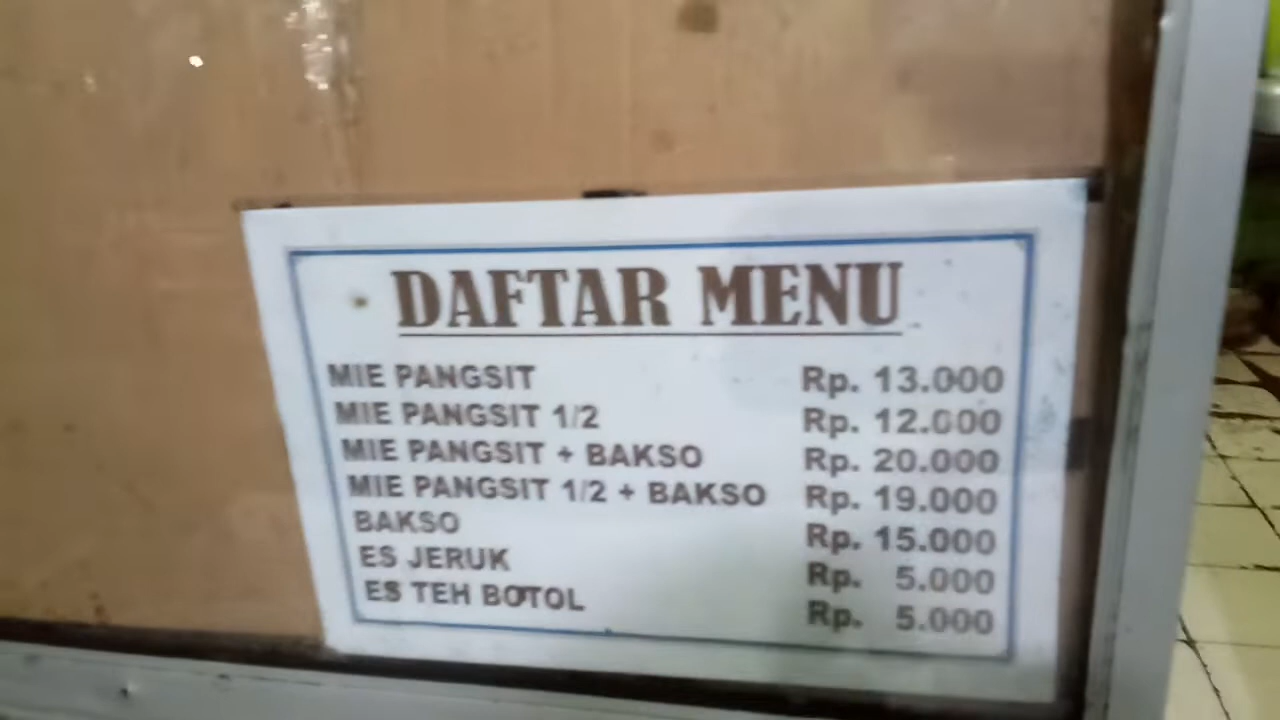 DAFTAR MENU
MIE PANGSIT Rp. 13.000
MIE PANGSIT 1/2 Rp. 12.000
MIE PANGSIT + BAKSO Rp. 20.000
MIE PANGSIT 1/2 + BAKSO Rp. 19.000
BAKSO Rp. 15.000
ES JERUK Rp. 5.000
ES TEH BOTOL Rp. 5.000